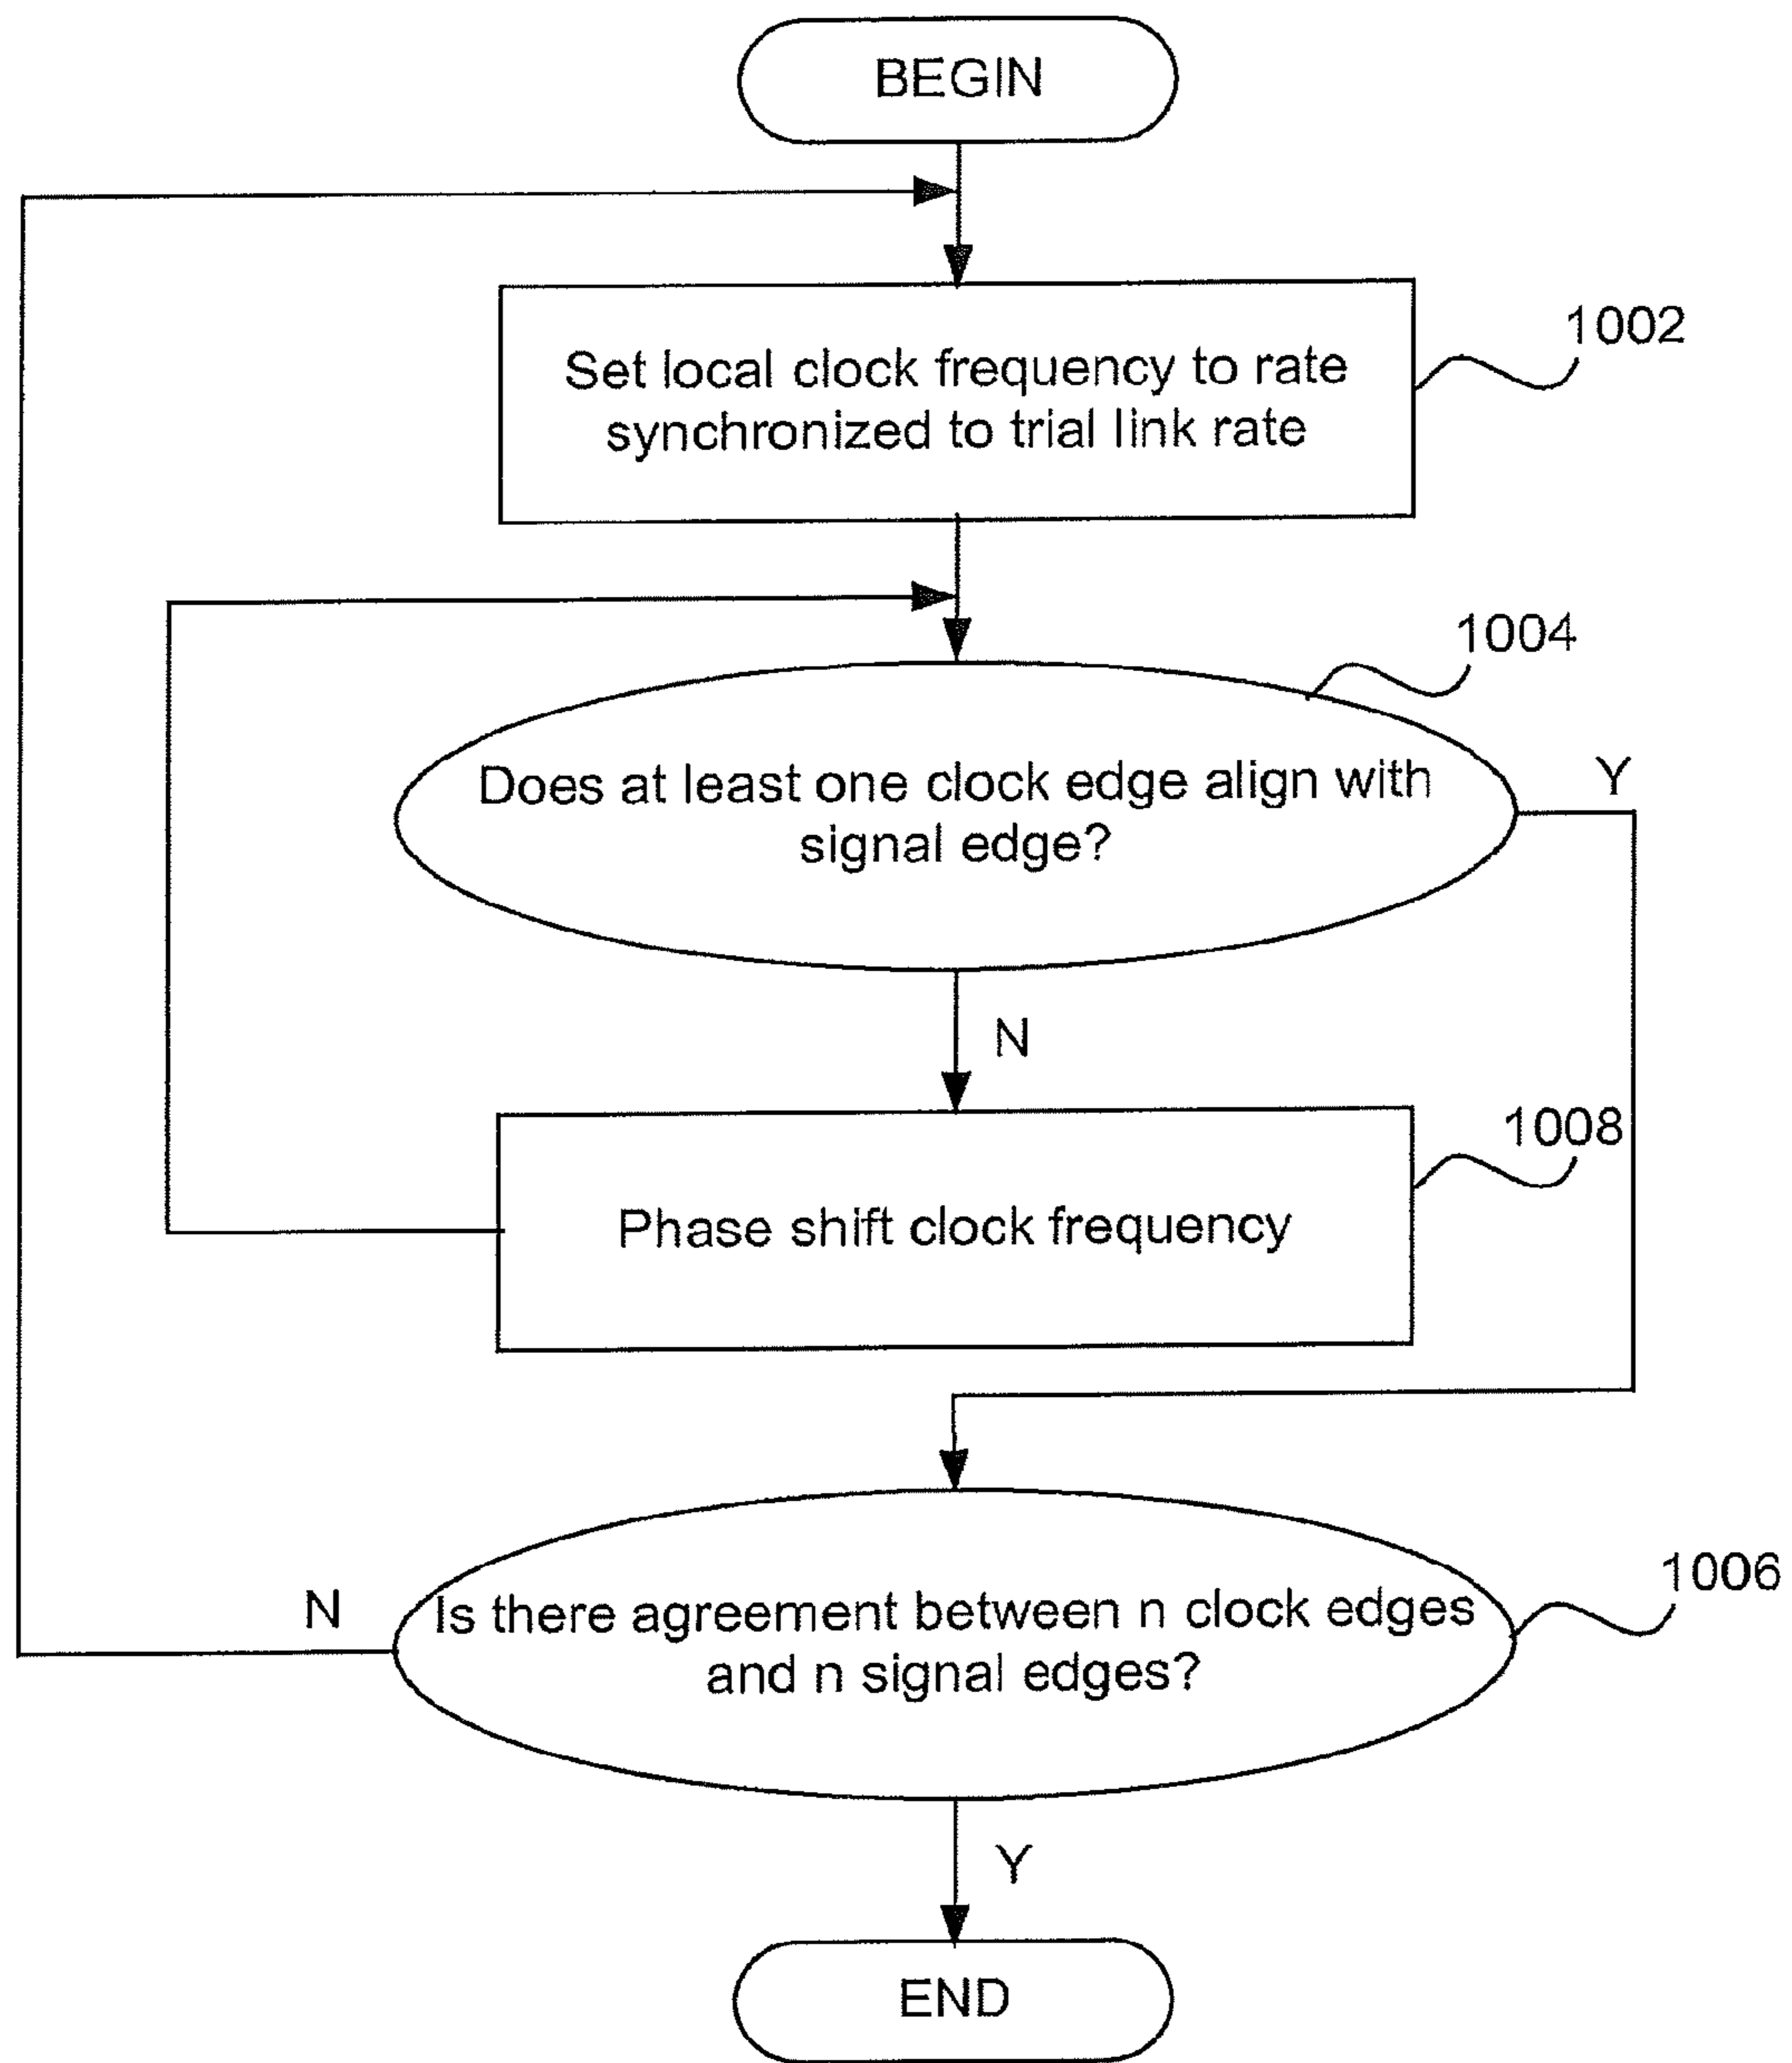 BEGIN
Set local clock frequency to rate
synchronized to trial link rate
1002
1004
Does at least one clock edge align with
signal edge?
Y
N
Phase shift clock frequency
1008
Is there agreement between n clock edges
and n signal edges?
1006
N
Y
END